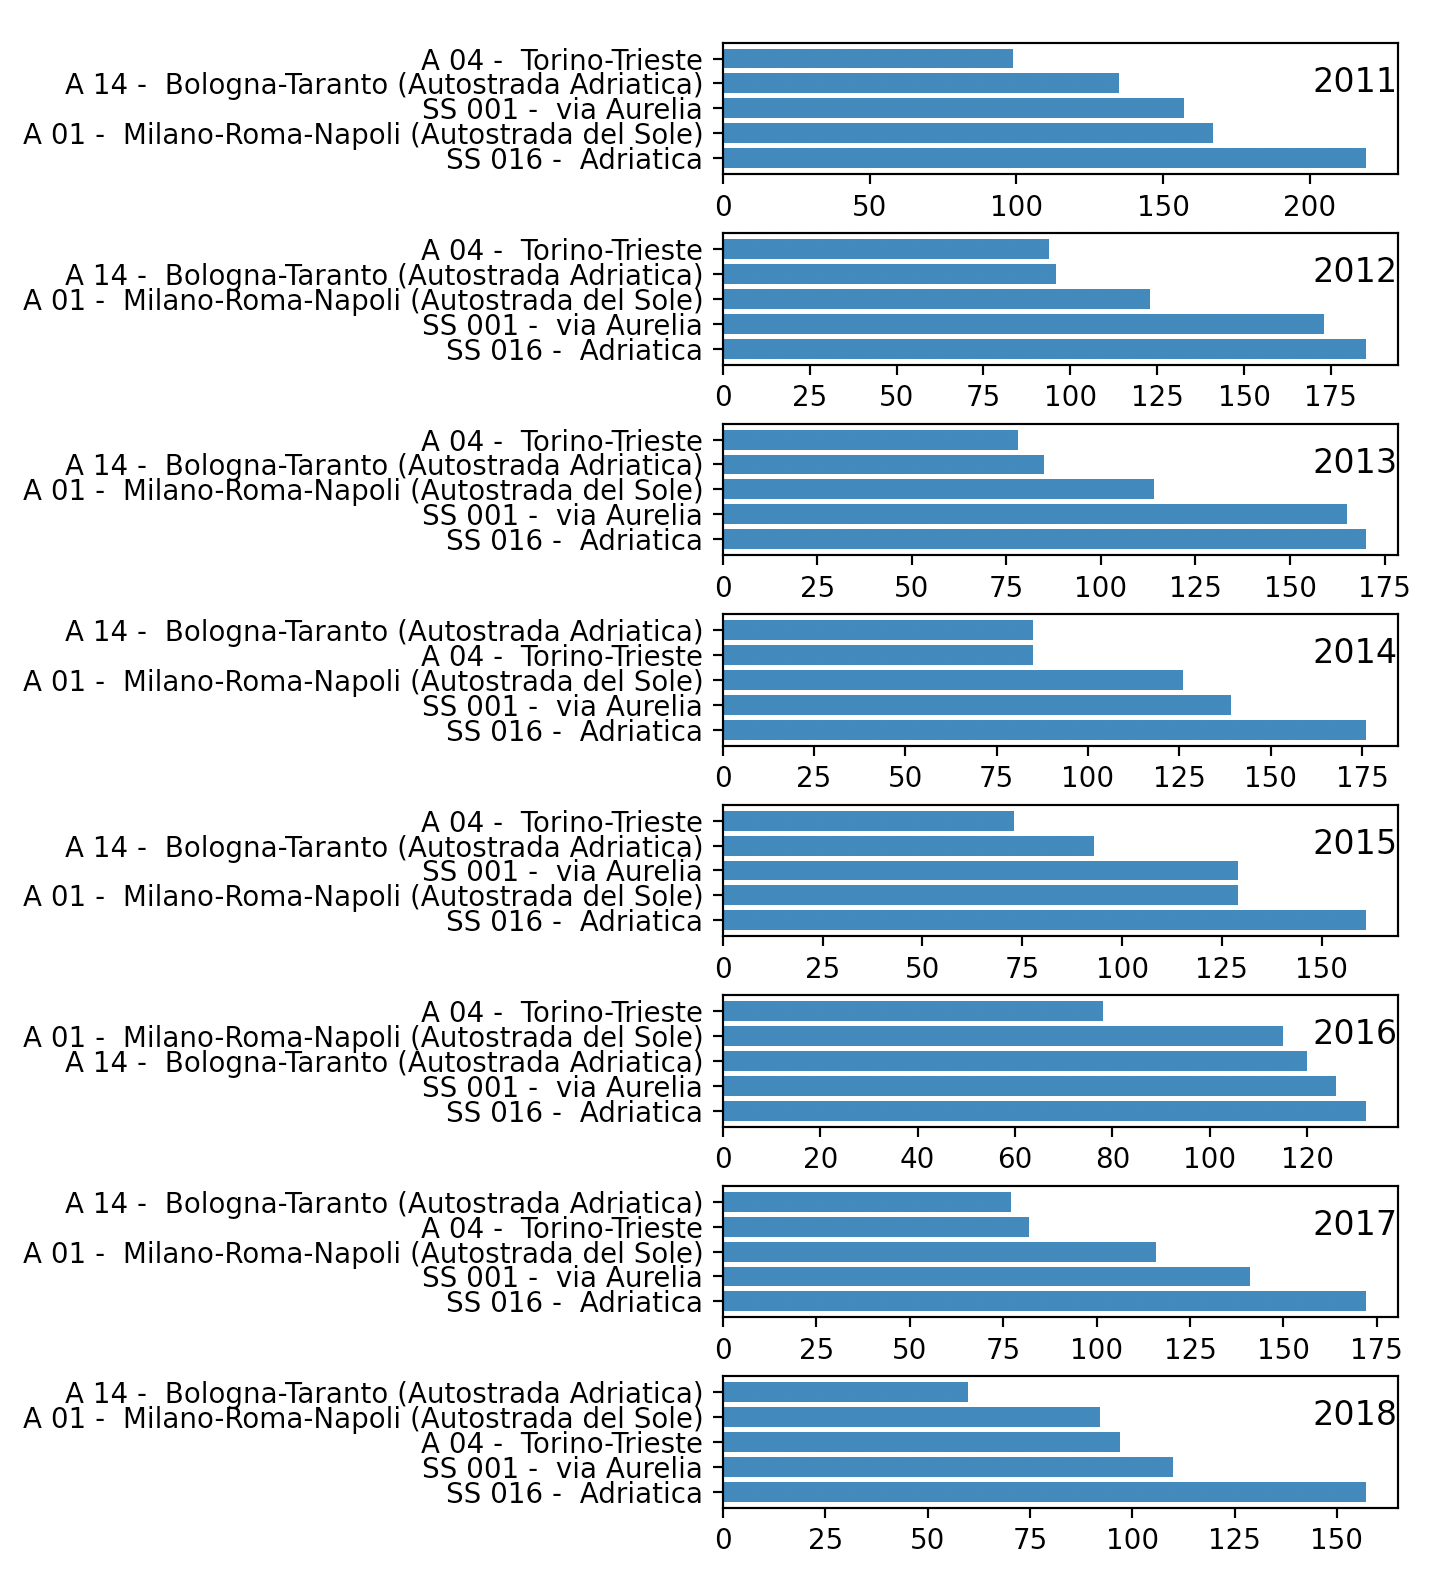 A 04 -  Torino-Trieste
A 14 -  Bologna-Taranto (Autostrada Adriatica)
SS 001 -  via Aurelia
A 01 -  Milano-Roma-Napoli (Autostrada del Sole)
SS 016 -  Adriatica
2011
0 50 100 150 200
A 04 -  Torino-Trieste
A 14 -  Bologna-Taranto (Autostrada Adriatica)
A 01 -  Milano-Roma-Napoli (Autostrada del Sole)
SS 001 -  via Aurelia
SS 016 -  Adriatica
2012
0 25 50 75 100 125 150 175
A 04 -  Torino-Trieste
A 14 -  Bologna-Taranto (Autostrada Adriatica)
A 01 -  Milano-Roma-Napoli (Autostrada del Sole)
SS 001 -  via Aurelia
SS 016 -  Adriatica
2013
0 25 50 75 100 125 150 175
A 14 -  Bologna-Taranto (Autostrada Adriatica)
A 04 -  Torino-Trieste
A 01 -  Milano-Roma-Napoli (Autostrada del Sole)
SS 001 -  via Aurelia
SS 016 -  Adriatica
2014
0 25 50 75 100 125 150 175
A 04 -  Torino-Trieste
A 14 -  Bologna-Taranto (Autostrada Adriatica)
SS 001 -  via Aurelia
A 01 -  Milano-Roma-Napoli (Autostrada del Sole)
SS 016 -  Adriatica
2015
0 25 50 75 100 125 150
A 04 -  Torino-Trieste
A 01 -  Milano-Roma-Napoli (Autostrada del Sole)
A 14 -  Bologna-Taranto (Autostrada Adriatica)
SS 001 -  via Aurelia
SS 016 -  Adriatica
2016
0 20 40 60 80 100 120
A 14 -  Bologna-Taranto (Autostrada Adriatica)
A 04 -  Torino-Trieste
A 01 -  Milano-Roma-Napoli (Autostrada del Sole)
SS 001 -  via Aurelia
SS 016 -  Adriatica
2017
0 25 50 75 100 125 150 175
A 14 -  Bologna-Taranto (Autostrada Adriatica)
A 01 -  Milano-Roma-Napoli (Autostrada del Sole)
A 04 -  Torino-Trieste
SS 001 -  via Aurelia
SS 016 -  Adriatica
2018
0 25 50 75 100 125 150